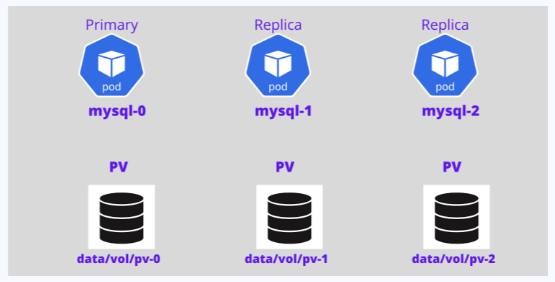 Primary Replica Replica
pod pod pod
mysql-0 mysql-1 mysql-2
PV PV PV
data/vol/pv-0 data/vol/pv-1 data/vol/pv-2